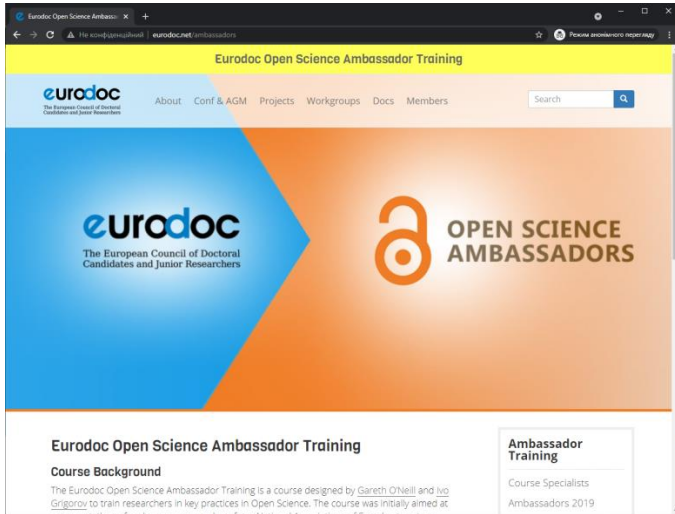 Eurodoc Open Science Ambassa
Не конфіденційний eurodoc.net/ambassadors Режим анонімного перегляду
Eurodoc Open Science Ambassador Training
eurodoc
The European Council of Doctoral
Candidates and Junior Researchers
About Conf & AGM Projects Workgroups Docs Members
Search
eurodoc
The European Council of Doctoral
Candidates and Junior Researchers
OPEN SCIENCE
AMBASSADORS
Eurodoc Open Science Ambassador Training
Course Background
The Eurodoc Open Science Ambassador Training is a course designed by Gareth O'Neill and Ivo
Grigorov to train researchers in key practices in Open Science. The course was initially aimed at
Ambassador
Training
Course Specialists
Ambassadors 2019